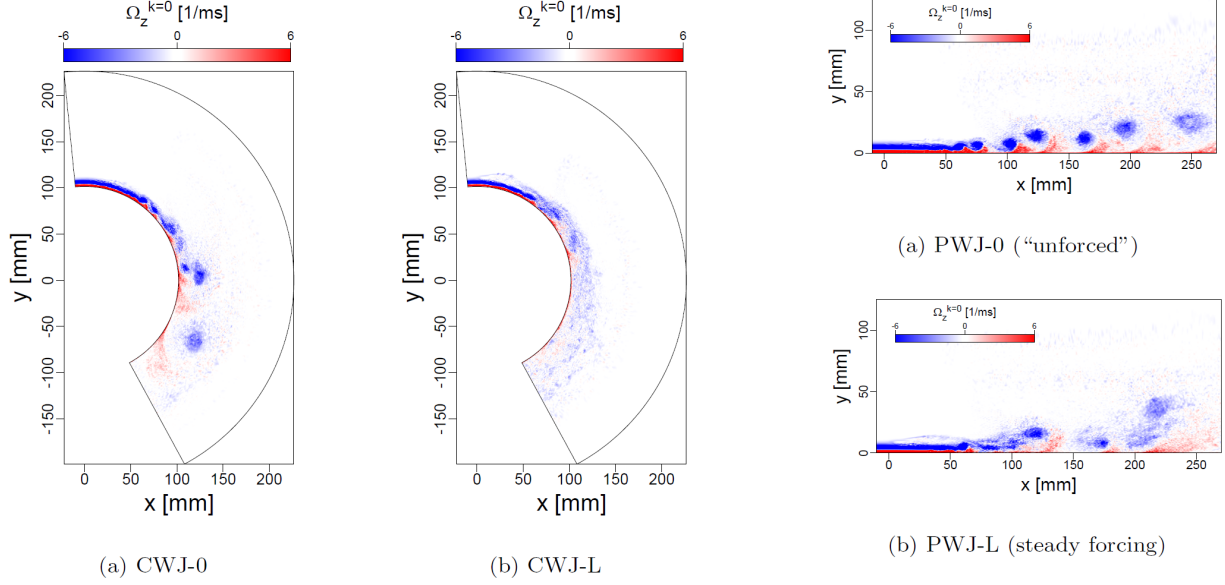 Ω_z^{k=0} [1/ms]
-6 0 6
y [mm]
200
150
100
50
0
-50
-100
-150
0 50 100 150 200
x [mm]
(a) CWJ-0
Ω_z^{k=0} [1/ms]
-6 0 6
y [mm]
200
150
100
50
0
-50
-100
-150
0 50 100 150 200
x [mm]
(b) CWJ-L
Ω_z^{k=0} [1/ms]
-6 0 6
y [mm]
100
50
0
0 50 100 150 200 250
x [mm]
(a) PWJ-0 (“unforced”)
Ω_z^{k=0} [1/ms]
-6 0 6
y [mm]
100
50
0
0 50 100 150 200 250
x [mm]
(b) PWJ-L (steady forcing)